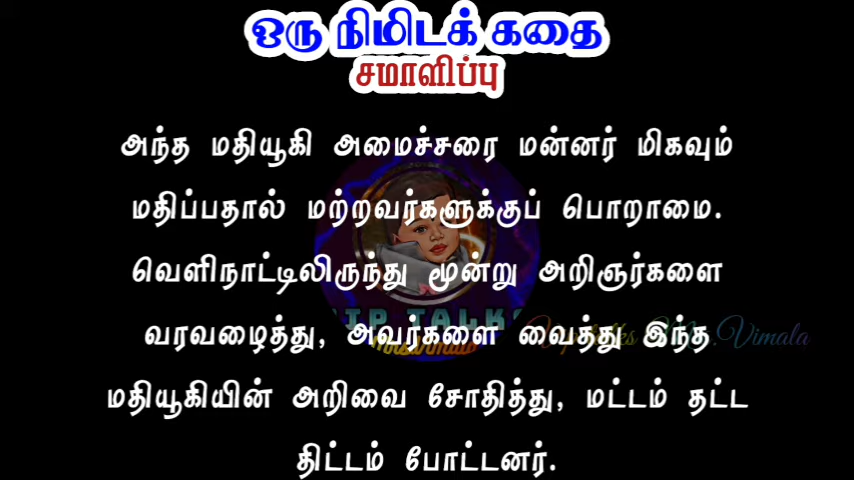 ஒரு நிமிடக் கதை
சமாளிப்பு
அந்த மதியூகி அமைச்சரை மன்னர் மிகவும்
மதிப்பதால் மற்றவர்களுக்குப் பொறாமை.
வெளிநாட்டிலிருந்து மூன்று அறிஞர்களை
வரவழைத்து, அவர்களை வைத்து இந்த
மதியூகியின் அறிவை சோதித்து, மட்டம் தட்ட
திட்டம் போட்டனர்.
Vimala